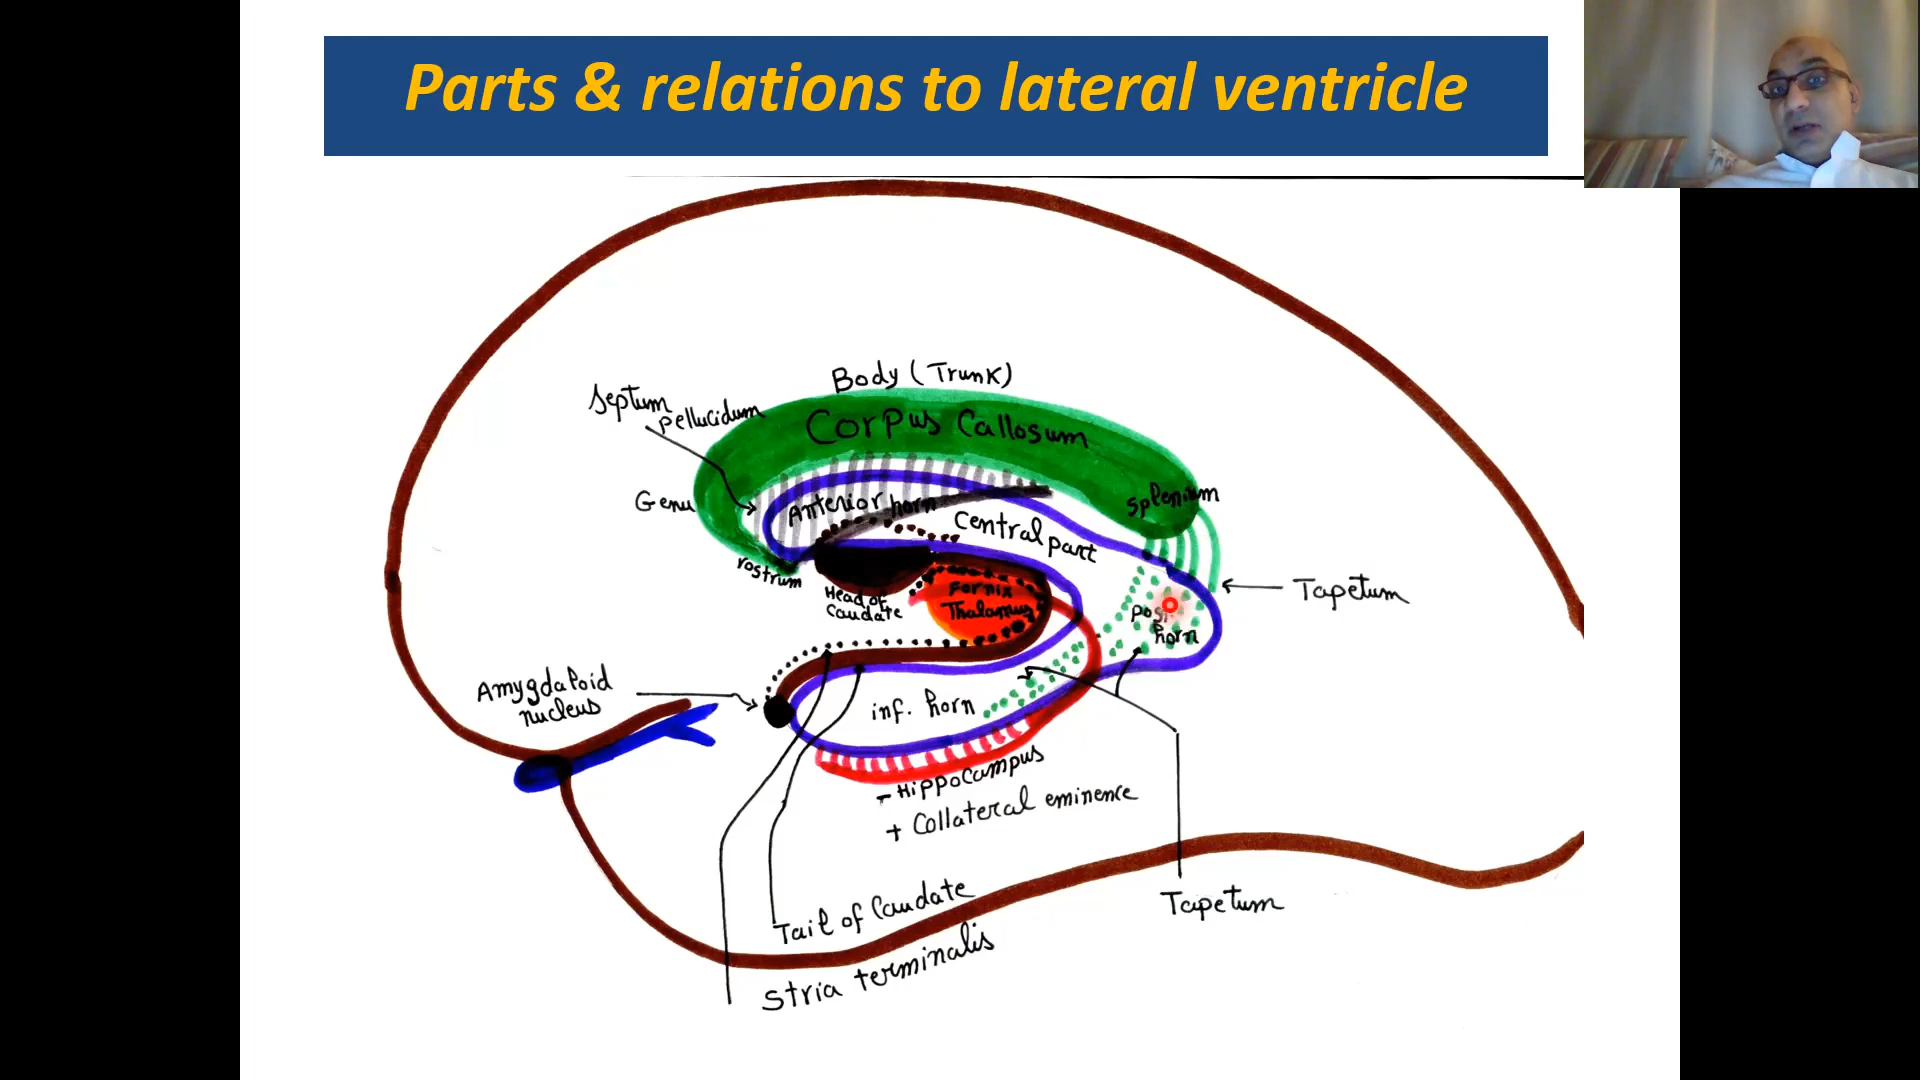 Parts & relations to lateral ventricle
Body (Trunk)
Septum
pellucidum
Corpus Callosum
Genu
Splenium
Anterior horn
Central part
rostrum
Head of
Caudate
Fornix
Thalamus
Tapetum
horn
Amygdaloid
nucleus
inf. horn
- Hippocampus
+ Collateral eminence
Tail of Caudate
Tapetum
Stria terminalis